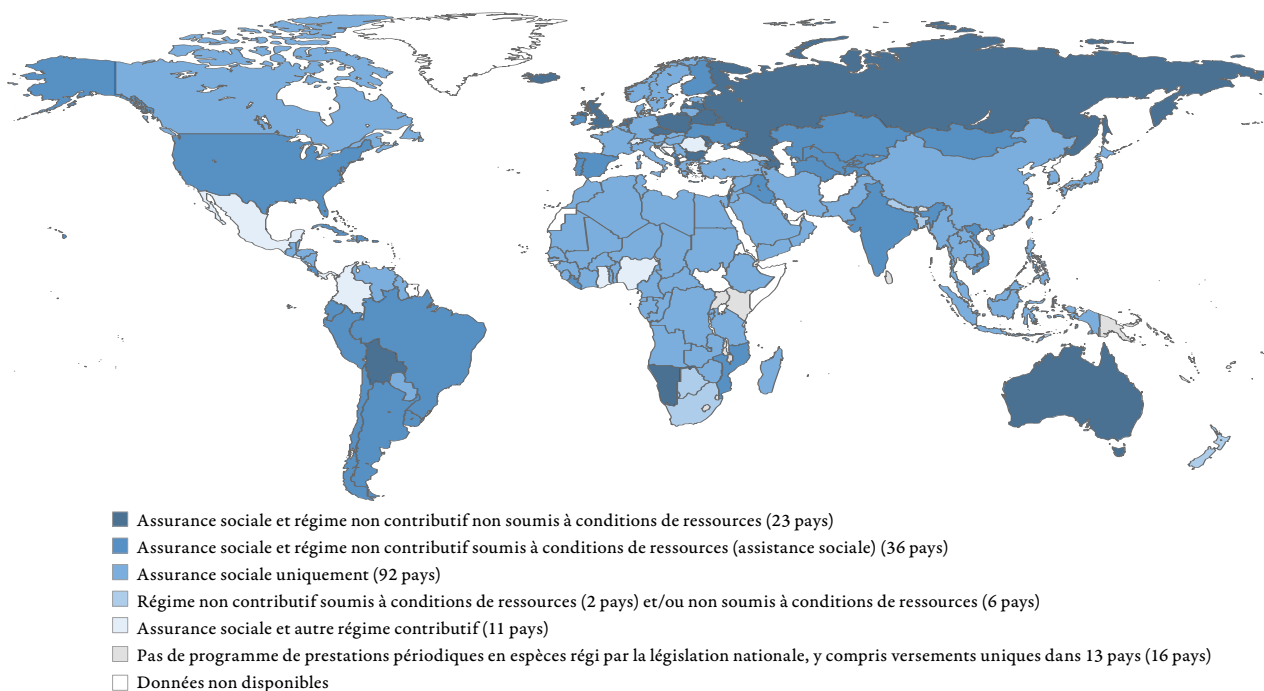 Assurance sociale et régime non contributif non soumis à conditions de ressources (23 pays)
Assurance sociale et régime non contributif soumis à conditions de ressources (assistance sociale) (36 pays)
Assurance sociale uniquement (92 pays)
Régime non contributif soumis à conditions de ressources (2 pays) et/ou non soumis à conditions de ressources (6 pays)
Assurance sociale et autre régime contributif (11 pays)
Pas de programme de prestations périodiques en espèces régi par la législation nationale, y compris versements uniques dans 13 pays (16 pays)
Données non disponibles